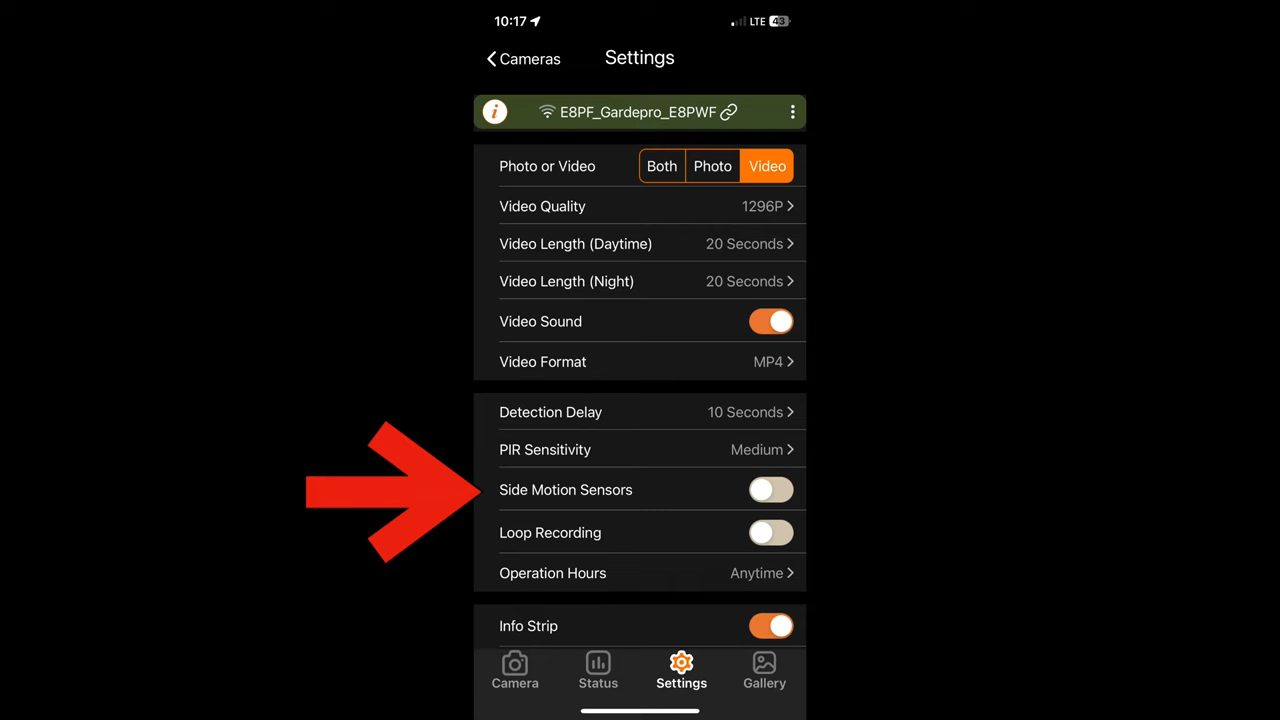 10:17 LTE 43
Cameras Settings
i E8PF_Gardepro_E8PWF
Photo or Video Both Photo Video
Video Quality 1296P
Video Length (Daytime) 20 Seconds
Video Length (Night) 20 Seconds
Video Sound
Video Format MP4
Detection Delay 10 Seconds
PIR Sensitivity Medium
Side Motion Sensors
Loop Recording
Operation Hours Anytime
Info Strip
Camera Status Settings Gallery